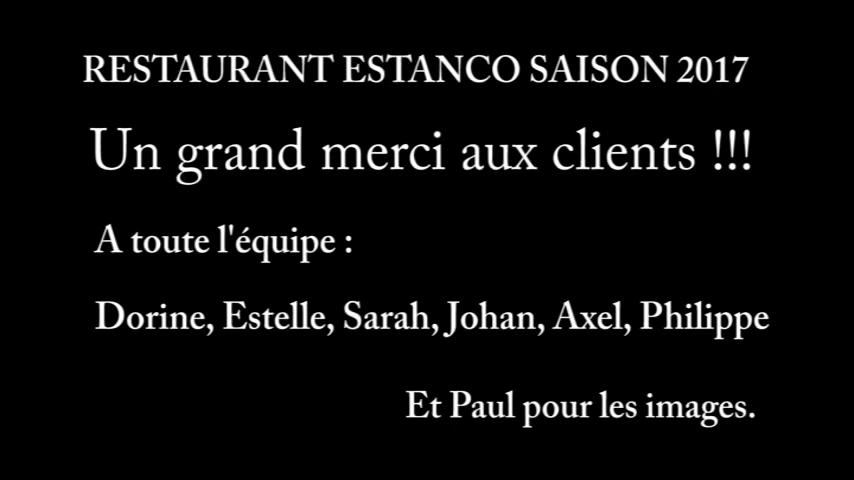 RESTAURANT ESTANCO SAISON 2017
Un grand merci aux clients !!!
A toute l'équipe :
Dorine, Estelle, Sarah, Johan, Axel, Philippe
Et Paul pour les images.